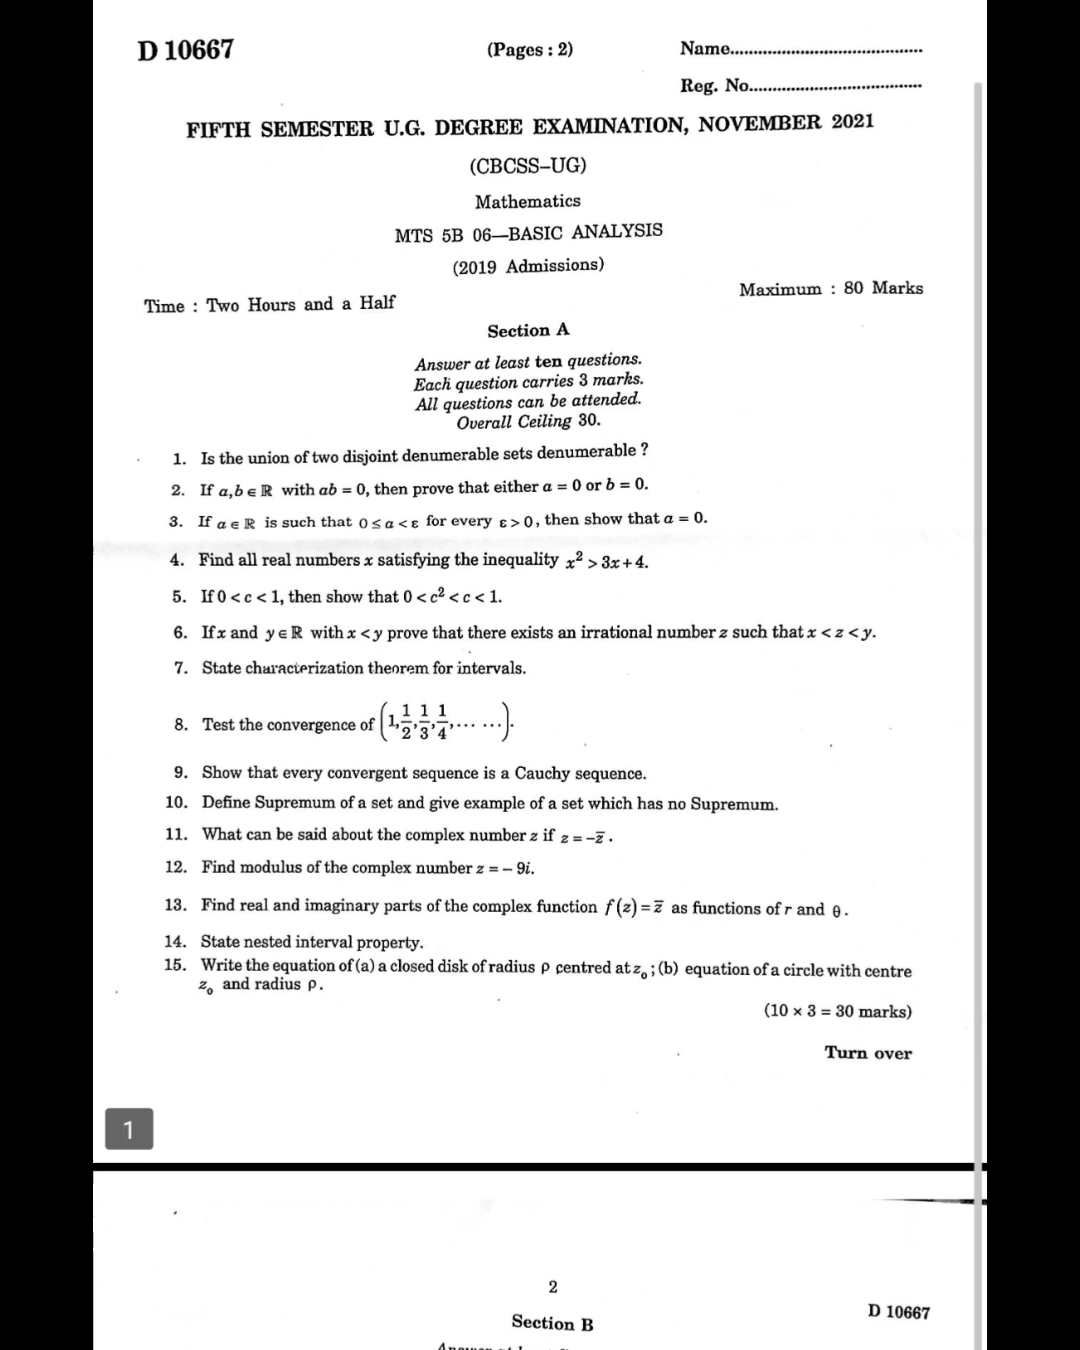 D 10667
(Pages : 2)
Name..........................................
Reg. No......................................
FIFTH SEMESTER U.G. DEGREE EXAMINATION, NOVEMBER 2021
(CBCSS–UG)
Mathematics
MTS 5B 06—BASIC ANALYSIS
(2019 Admissions)
Time : Two Hours and a Half
Maximum : 80 Marks
Section A
Answer at least ten questions.
Each question carries 3 marks.
All questions can be attended.
Overall Ceiling 30.
1. Is the union of two disjoint denumerable sets denumerable ?
2. If a, b ∈ ℝ with ab = 0, then prove that either a = 0 or b = 0.
3. If a ∈ ℝ is such that 0 ≤ a < ε for every ε > 0, then show that a = 0.
4. Find all real numbers x satisfying the inequality x² > 3x + 4.
5. If 0 < c < 1, then show that 0 < c² < c < 1.
6. If x and y ∈ ℝ with x < y prove that there exists an irrational number z such that x < z < y.
7. State characterization theorem for intervals.
8. Test the convergence of (1, 1/2, 1/3, 1/4, ... ...).
9. Show that every convergent sequence is a Cauchy sequence.
10. Define Supremum of a set and give example of a set which has no Supremum.
11. What can be said about the complex number z if z = −z̅ .
12. Find modulus of the complex number z = – 9i.
13. Find real and imaginary parts of the complex function f(z) = z̅ as functions of r and θ .
14. State nested interval property.
15. Write the equation of (a) a closed disk of radius ρ centred at z₀ ; (b) equation of a circle with centre
z₀ and radius ρ .
(10 × 3 = 30 marks)
Turn over
1
2
D 10667
Section B